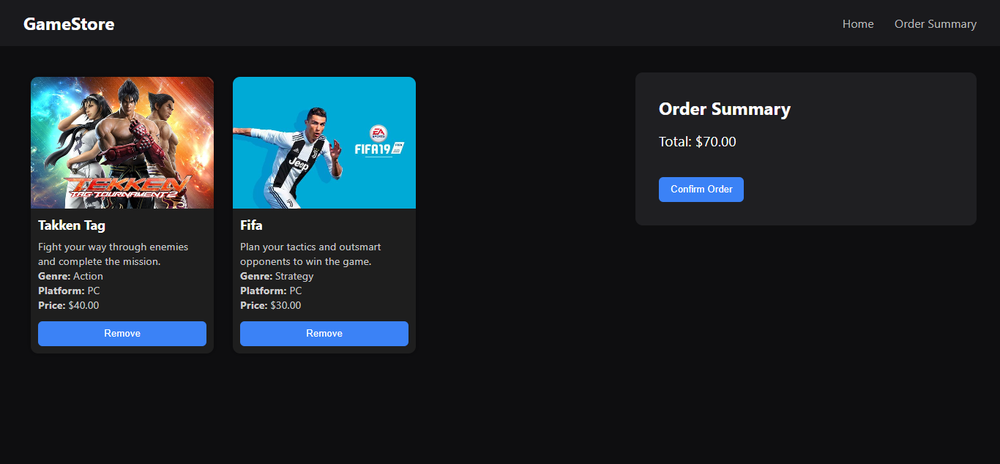 GameStore
Home
Order Summary
TEKKEN
TAG TOURNAMENT 2
Takken Tag
Fight your way through enemies
and complete the mission.
Genre: Action
Platform: PC
Price: $40.00
Remove
EA
SPORTS
FIFA19
Jeep
Fifa
Plan your tactics and outsmart
opponents to win the game.
Genre: Strategy
Platform: PC
Price: $30.00
Remove
Order Summary
Total: $70.00
Confirm Order